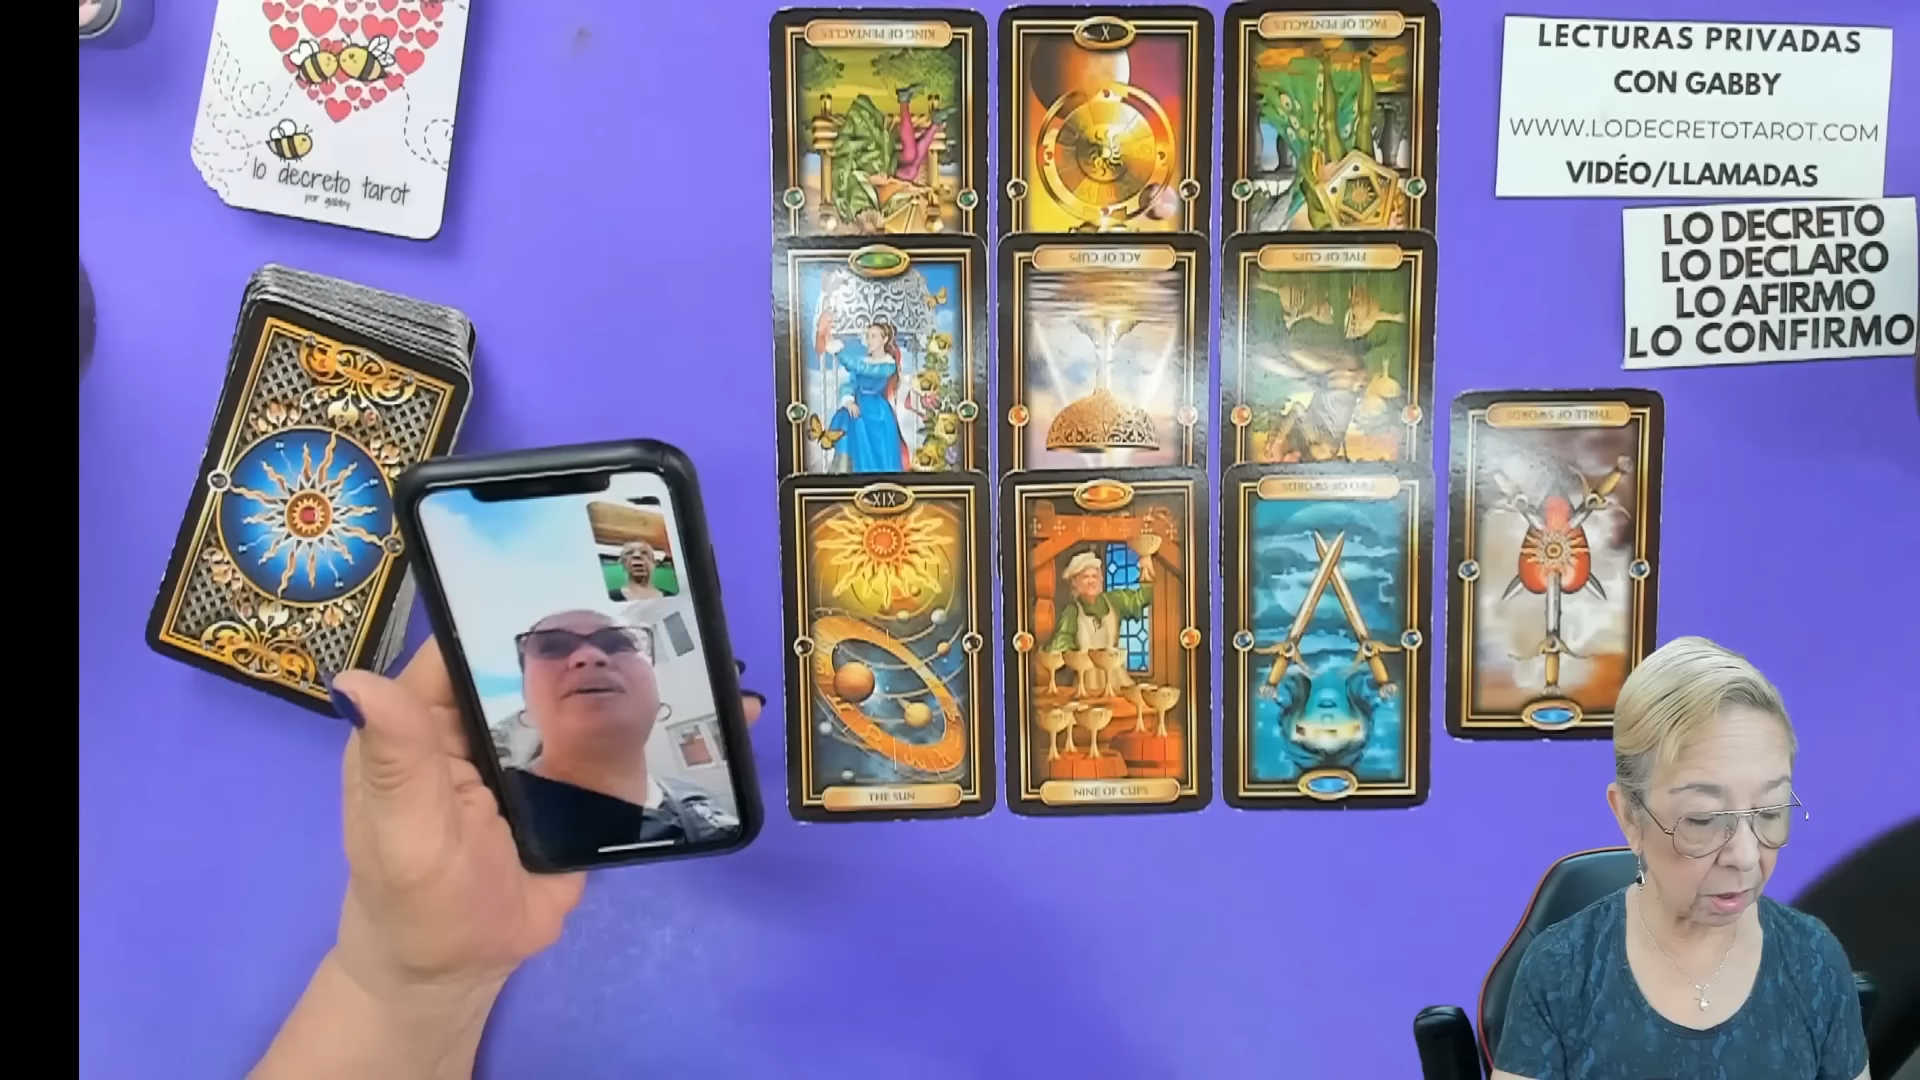 lo decreto tarot
por gabby
KING OF PENTACLES
X
PAGE OF PENTACLES
LECTURAS PRIVADAS
CON GABBY
WWW.LODECRETOTAROT.COM
VIDÉO/LLAMADAS
LO DECRETO
LO DECLARO
LO AFIRMO
LO CONFIRMO
ACE OF CUPS
FIVE OF CUPS
XIX
TWO OF SWORDS
THREE OF SWORDS
THE SUN
NINE OF CUPS